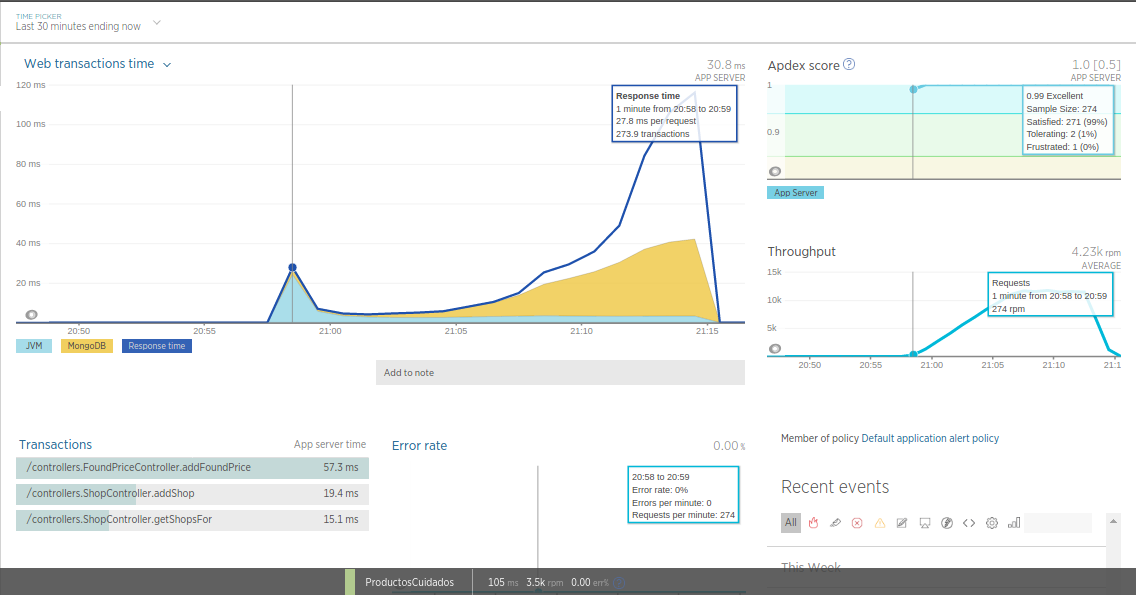 TIME PICKER
Last 30 minutes ending now
Web transactions time
30.8 ms
APP SERVER
120 ms
100 ms
80 ms
60 ms
40 ms
20 ms
Response time
1 minute from 20:58 to 20:59
27.8 ms per request
273.9 transactions
20:50
20:55
21:00
21:05
21:10
21:15
JVM
MongoDB
Response time
Add to note
Apdex score
?
1.0 [0.5]
APP SERVER
1
0.9
0.99 Excellent
Sample Size: 274
Satisfied: 271 (99%)
Tolerating: 2 (1%)
Frustrated: 1 (0%)
App Server
Throughput
4.23k rpm
AVERAGE
15k
10k
5k
Requests
1 minute from 20:58 to 20:59
274 rpm
20:50
20:55
21:00
21:05
21:10
21:1
Transactions
App server time
/controllers.FoundPriceController.addFoundPrice 57.3 ms
/controllers.ShopController.addShop 19.4 ms
/controllers.ShopController.getShopsFor 15.1 ms
Error rate
0.00 %
20:58 to 20:59
Error rate: 0%
Errors per minute: 0
Requests per minute: 274
Member of policy Default application alert policy
Recent events
All
This Week
ProductosCuidados 105 ms 3.5k rpm 0.00 err%